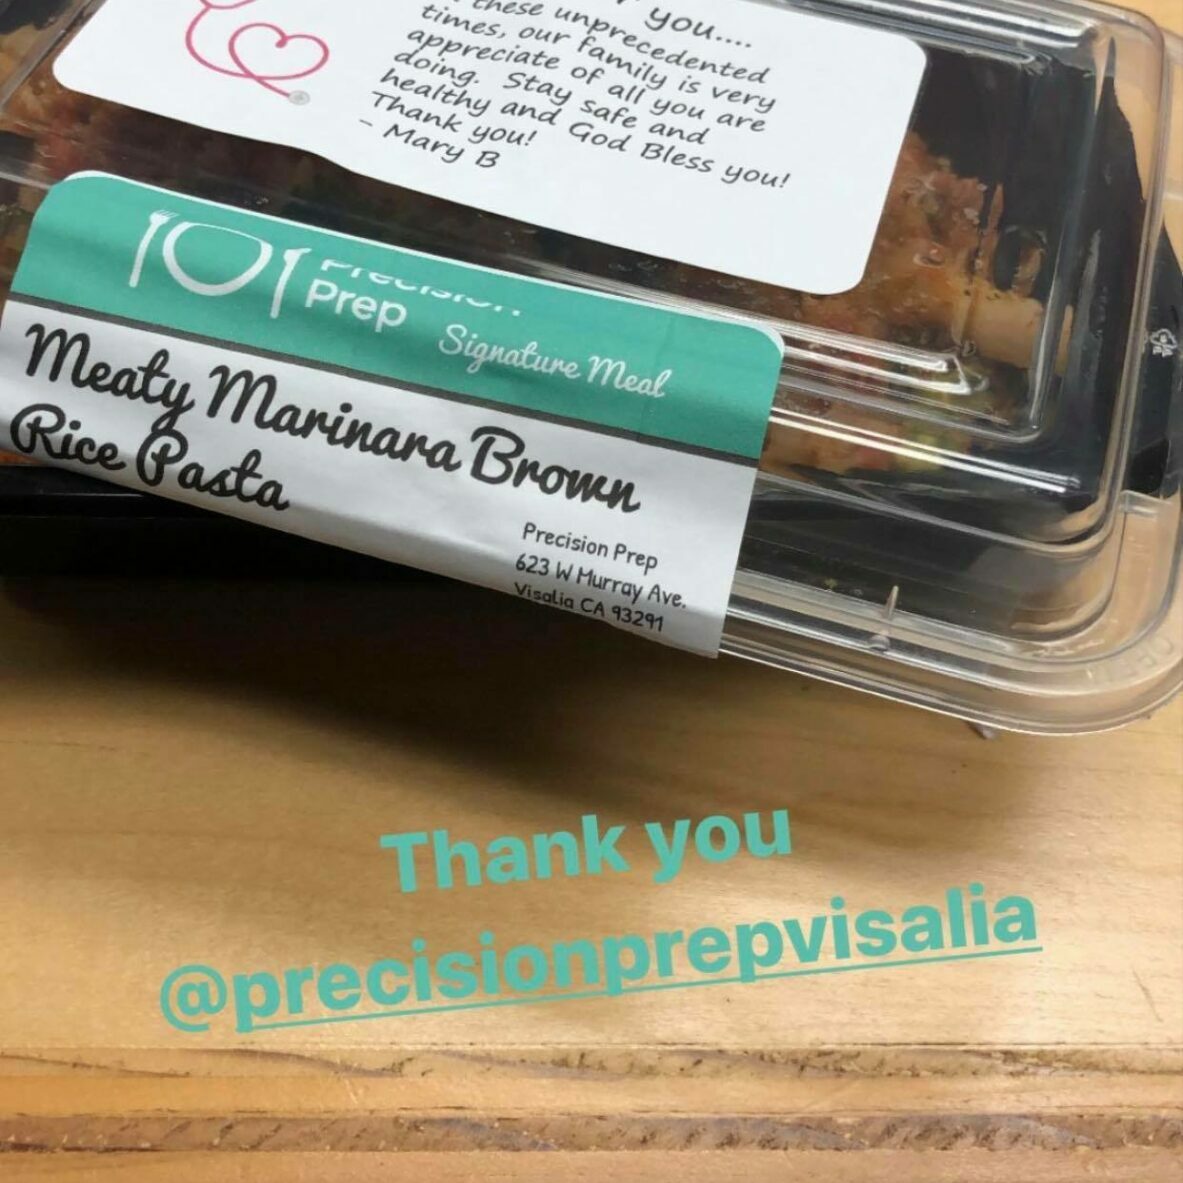 you....
these unprecedented
times, our family is very
appreciate of all you are
doing. Stay safe and
healthy and God Bless you!
Thank you!
- Mary B
Precision
Prep
Signature Meal
Meaty Marinara Brown
Rice Pasta
Precision Prep
623 W Murray Ave.
Visalia CA 93291
Thank you
@precisionprepvisalia